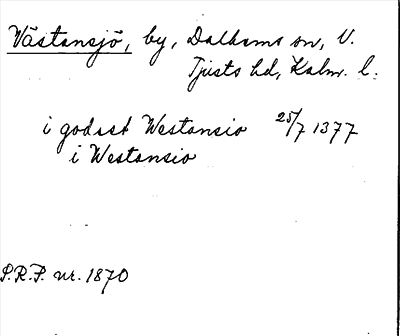 Västansjö, by, Dalhems sn, V.
Tjusts hd, Kalm. l.
i godset Westansio 25/7 1377
i Westansio
S.R.P. nr. 1870